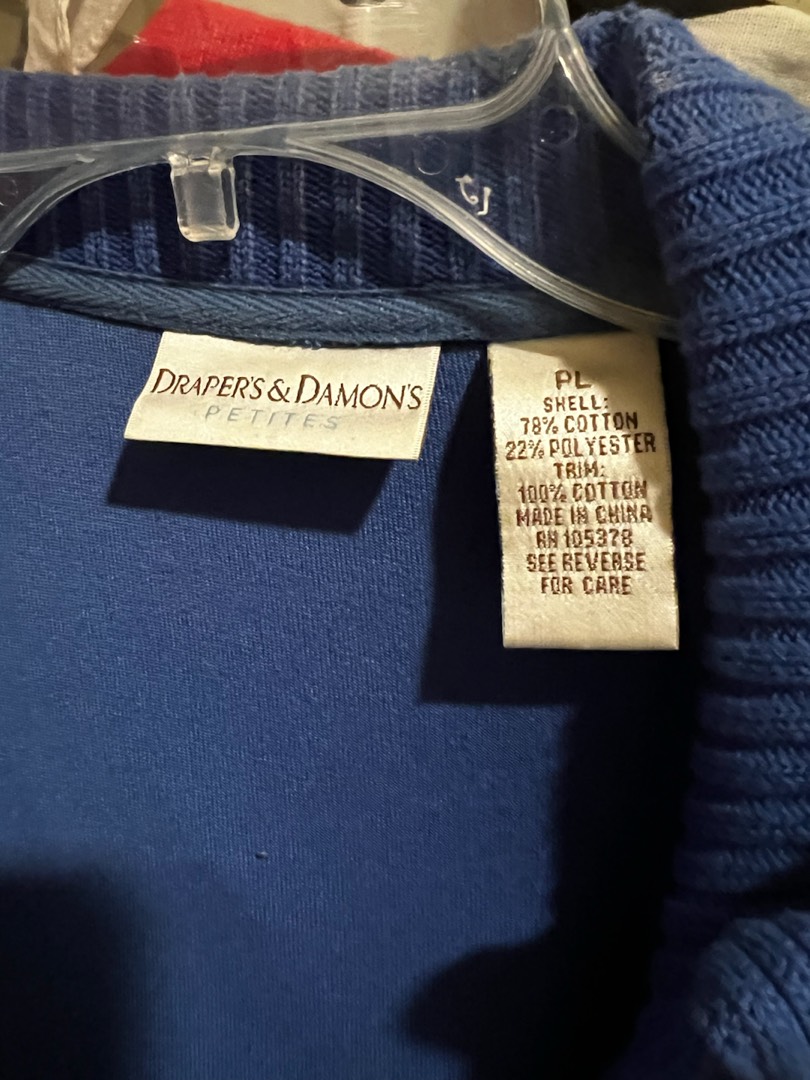 DRAPER'S & DAMON'S
PETITES
PL
SHELL:
78% COTTON
22% POLYESTER
TRIM:
100% COTTON
MADE IN CHINA
RN 105378
SEE REVERSE
FOR CARE